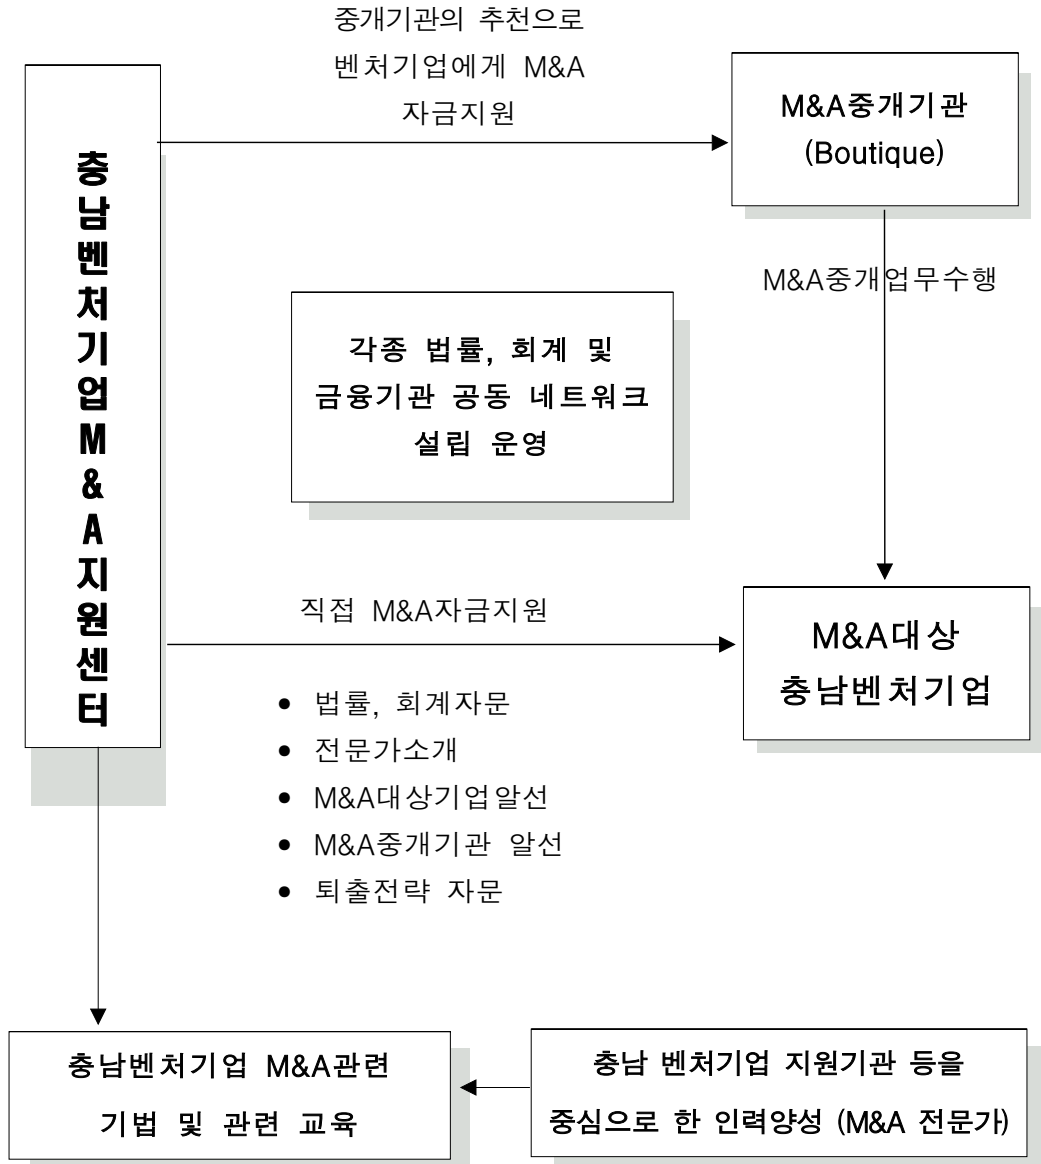 중개기관의 추천으로
벤처기업에게 M&A
자금지원
M&A중개기관
(Boutique)
충남벤처기업M&A지원센터
M&A중개업무수행
각종 법률, 회계 및
금융기관 공동 네트워크
설립 운영
직접 M&A자금지원
M&A대상
충남벤처기업
• 법률, 회계자문
• 전문가소개
• M&A대상기업알선
• M&A중개기관 알선
• 퇴출전략 자문
충남벤처기업 M&A관련
기법 및 관련 교육
충남 벤처기업 지원기관 등을
중심으로 한 인력양성 (M&A 전문가)